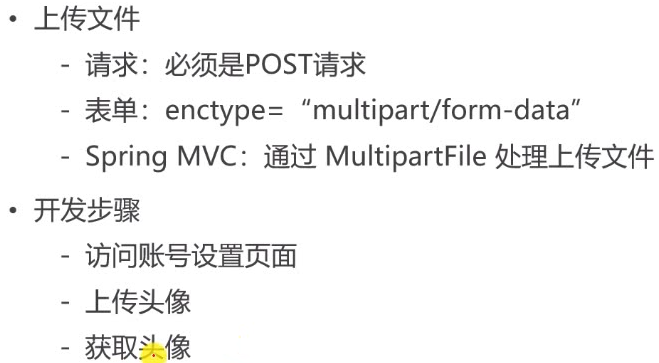 • 上传文件
- 请求：必须是POST请求
- 表单：enctype=“multipart/form-data”
- Spring MVC：通过 MultipartFile 处理上传文件
• 开发步骤
- 访问账号设置页面
- 上传头像
- 获取头像